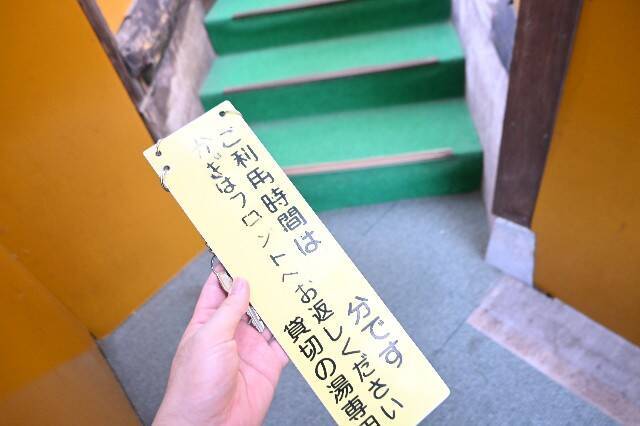 ご利用時間は　分です
かぎはフロントへお返しください
貸切の湯専用